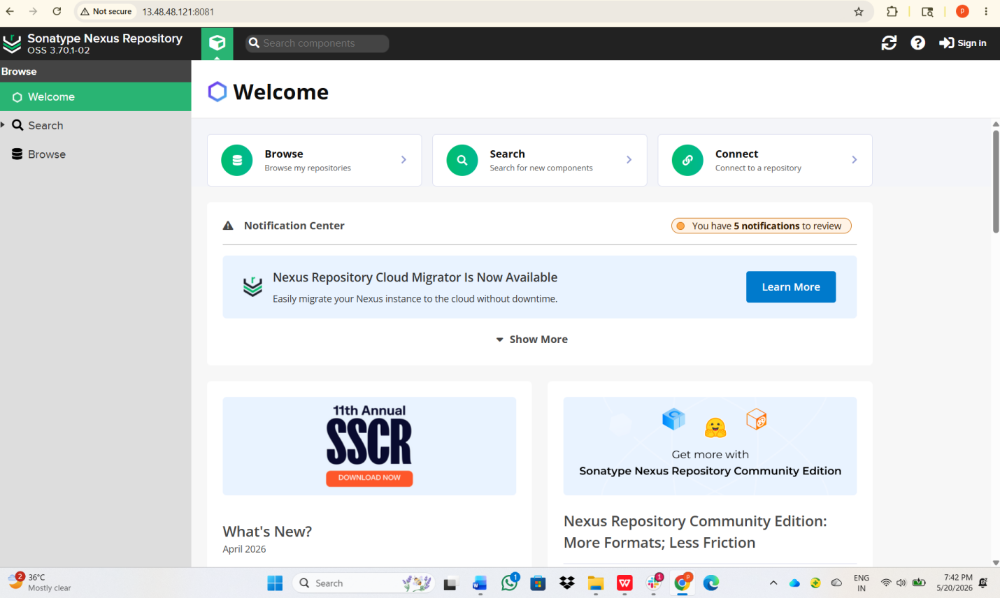 Not secure
13.48.48.121:8081
P
Sonatype Nexus Repository
OSS 3.70.1-02
Search components
Sign in
Browse
Welcome
Search
Browse
Welcome
Browse
Browse my repositories
Search
Search for new components
Connect
Connect to a repository
Notification Center
You have 5 notifications to review
Nexus Repository Cloud Migrator Is Now Available
Easily migrate your Nexus instance to the cloud without downtime.
Learn More
Show More
11th Annual
SSCR
DOWNLOAD NOW
What's New?
April 2026
Get more with
Sonatype Nexus Repository Community Edition
Nexus Repository Community Edition:
More Formats; Less Friction
2
36°C
Mostly clear
Search
1
1
P
ENG
IN
7:42 PM
5/20/2026